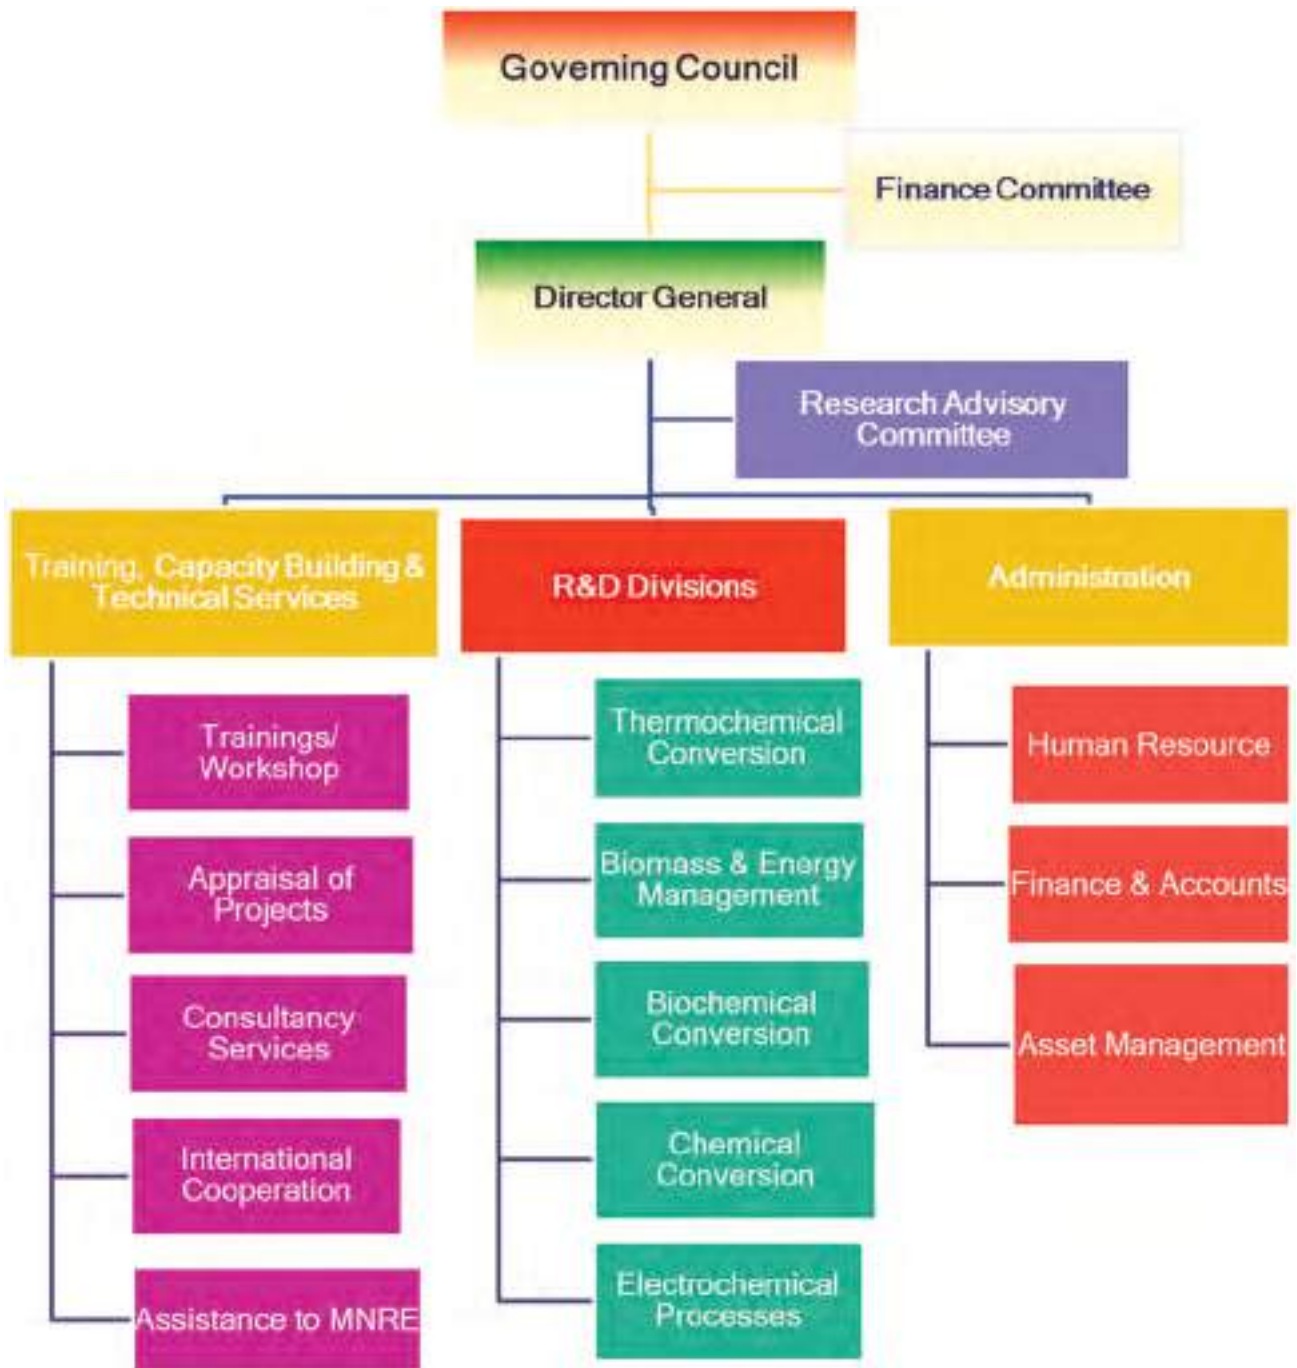 Governing Council
Finance Committee
Director General
Research Advisory
Committee
Training, Capacity Building &
Technical Services
R&D Divisions
Administration
Trainings/
Workshop
Appraisal of
Projects
Consultancy
Services
International
Cooperation
Assistance to MNRE
Thermochemical
Conversion
Biomass & Energy
Management
Biochemical
Conversion
Chemical
Conversion
Electrochemical
Processes
Human Resource
Finance & Accounts
Asset Management